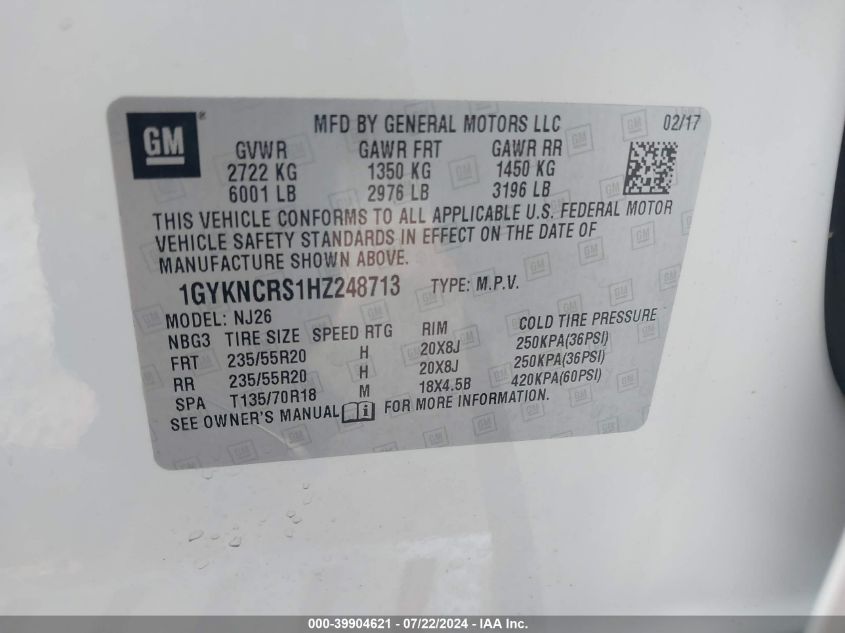 GM ®
MFD BY GENERAL MOTORS LLC 02/17
GVWR GAWR FRT GAWR RR
2722 KG 1350 KG 1450 KG
6001 LB 2976 LB 3196 LB
THIS VEHICLE CONFORMS TO ALL APPLICABLE U.S. FEDERAL MOTOR
VEHICLE SAFETY STANDARDS IN EFFECT ON THE DATE OF
MANUFACTURE SHOWN ABOVE.
1GYKNCRS1HZ248713 TYPE: M.P.V.
MODEL: NJ26
NBG3 TIRE SIZE SPEED RTG RIM COLD TIRE PRESSURE
FRT 235/55R20 H 20X8J 250KPA(36PSI)
RR 235/55R20 H 20X8J 250KPA(36PSI)
SPA T135/70R18 M 18X4.5B 420KPA(60PSI)
SEE OWNER'S MANUAL i FOR MORE INFORMATION.
000-39904621 - 07/22/2024 - IAA Inc.